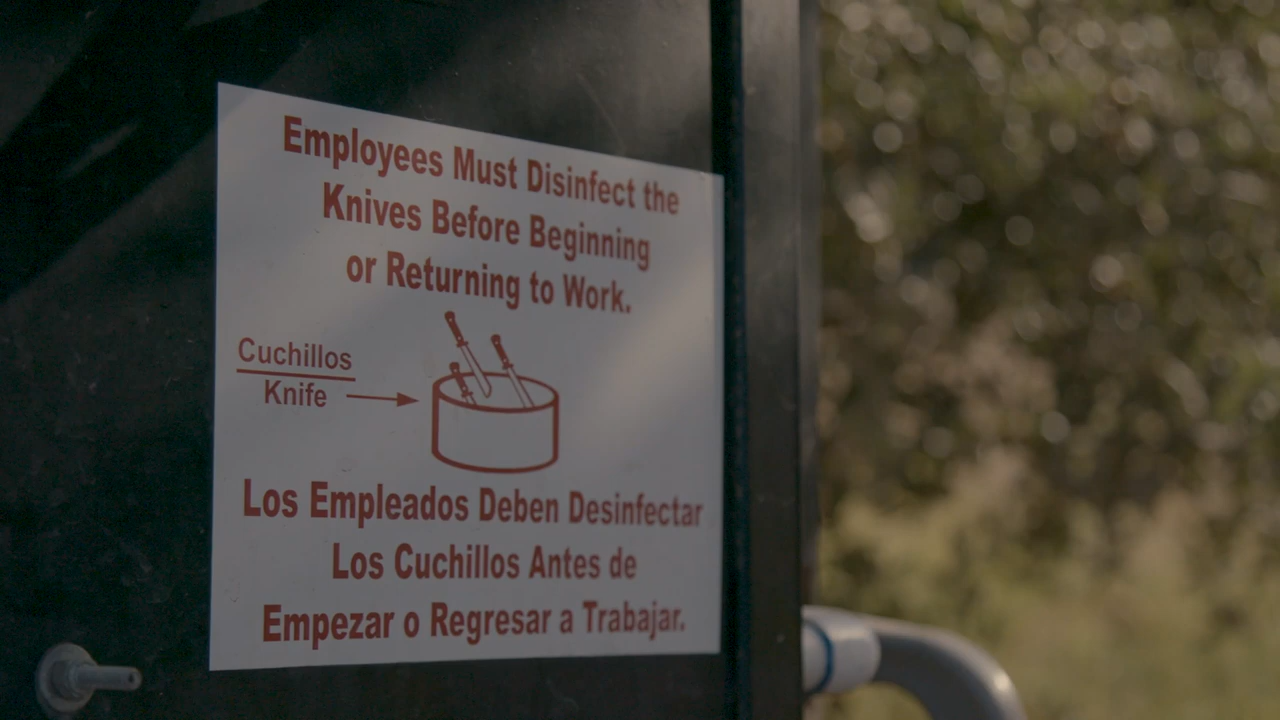 Employees Must Disinfect the
Knives Before Beginning
or Returning to Work.
Cuchillos
Knife
Los Empleados Deben Desinfectar
Los Cuchillos Antes de
Empezar o Regresar a Trabajar.